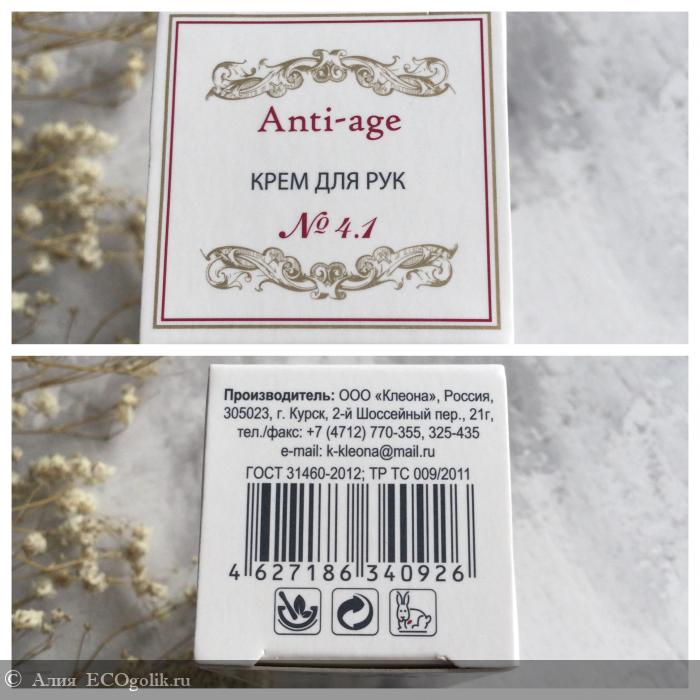 Anti-age
КРЕМ ДЛЯ РУК
№ 4.1
Производитель: ООО «Клеона», Россия,
305023, г. Курск, 2-й Шоссейный пер., 21г,
тел./факс: +7 (4712) 770-355, 325-435
e-mail: k-kleona@mail.ru
ГОСТ 31460-2012; ТР ТС 009/2011
4 627186 340926
© Алия ECOgolik.ru